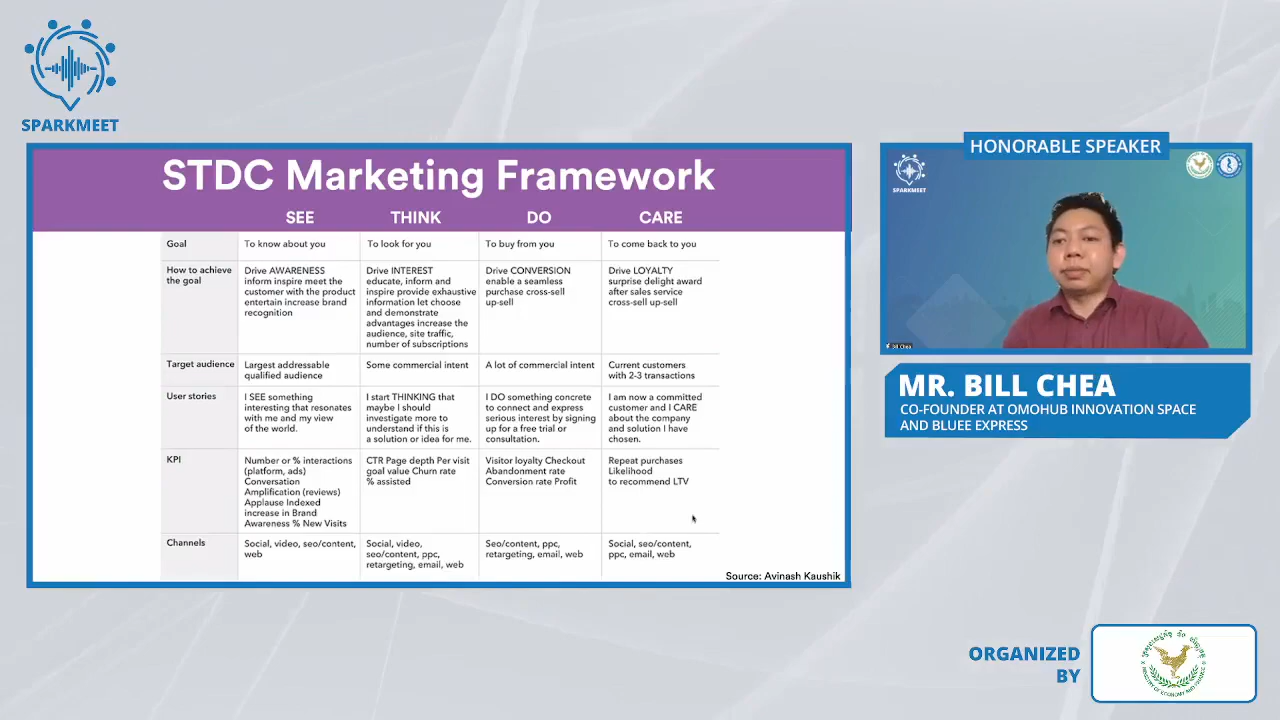 SPARKMEET
STDC Marketing Framework
SEE THINK DO CARE
Goal
To know about you
To look for you
To buy from you
To come back to you
How to achieve
the goal
Drive AWARENESS
inform inspire meet the
customer with the product
entertain increase brand
recognition
Drive INTEREST
educate, inform and
inspire provide exhaustive
information let choose
and demonstrate
advantages increase the
audience, site traffic,
number of subscriptions
Drive CONVERSION
enable a seamless
purchase cross-sell
up-sell
Drive LOYALTY
surprise delight award
after sales service
cross-sell up-sell
Target audience
Largest addressable
qualified audience
Some commercial intent
A lot of commercial intent
Current customers
with 2-3 transactions
User stories
I SEE something
interesting that resonates
with me and my view
of the world.
I start THINKING that
maybe I should
investigate more to
understand if this is
a solution or idea for me.
I DO something concrete
to connect and express
serious interest by signing
up for a free trial or
consultation.
I am now a committed
customer and I CARE
about the company
and solution I have
chosen.
KPI
Number or % interactions
(platform, ads)
Conversation
Amplification (reviews)
Applause Indexed
increase in Brand
Awareness % New Visits
CTR Page depth Per visit
goal value Churn rate
% assisted
Visitor loyalty Checkout
Abandonment rate
Conversion rate Profit
Repeat purchases
Likelihood
to recommend LTV
Channels
Social, video, seo/content,
web
Social, video,
seo/content, ppc,
retargeting, email, web
Seo/content, ppc,
retargeting, email, web
Social, seo/content,
ppc, email, web
Source: Avinash Kaushik
HONORABLE SPEAKER
SPARKMEET
Bill Chea
MR. BILL CHEA
CO-FOUNDER AT OMOHUB INNOVATION SPACE
AND BLUEE EXPRESS
ORGANIZED
BY